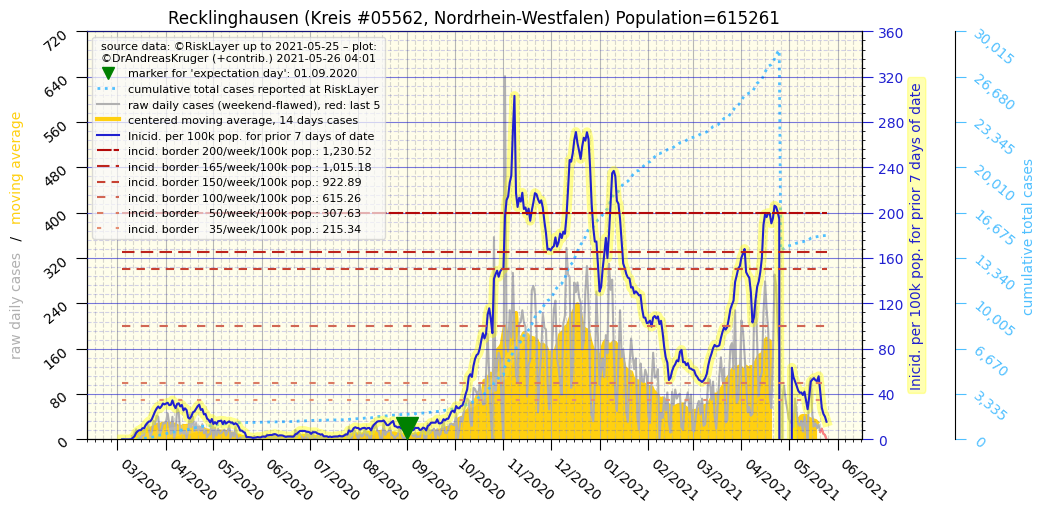 Recklinghausen (Kreis #05562, Nordrhein-Westfalen) Population=615261
source data: ©RiskLayer up to 2021-05-25 – plot:
©DrAndreasKruger (+contrib.) 2021-05-26 04:01
marker for 'expectation day': 01.09.2020
cumulative total cases reported at RiskLayer
raw daily cases (weekend-flawed), red: last 5
centered moving average, 14 days cases
Inicid. per 100k pop. for prior 7 days of date
incid. border 200/week/100k pop.: 1,230.52
incid. border 165/week/100k pop.: 1,015.18
incid. border 150/week/100k pop.: 922.89
incid. border 100/week/100k pop.: 615.26
incid. border 50/week/100k pop.: 307.63
incid. border 35/week/100k pop.: 215.34
raw daily cases / moving average
720
640
560
480
400
320
240
160
80
0
03/2020
04/2020
05/2020
06/2020
07/2020
08/2020
09/2020
10/2020
11/2020
12/2020
01/2021
02/2021
03/2021
04/2021
05/2021
06/2021
360
320
280
240
200
160
120
80
40
0
Inicid. per 100k pop. for prior 7 days of date
30,015
26,680
23,345
20,010
16,675
13,340
10,005
6,670
3,335
0
cumulative total cases